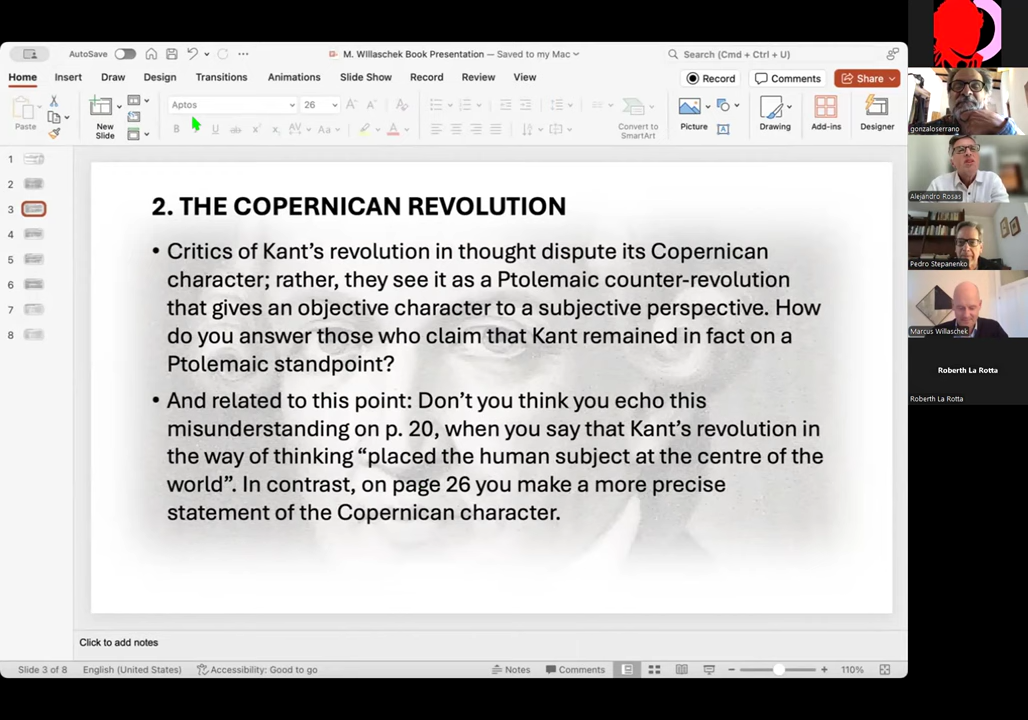 AutoSave
M. Willaschek Book Presentation — Saved to my Mac
Search (Cmd + Ctrl + U)
Home Insert Draw Design Transitions Animations Slide Show Record Review View
Record Comments Share
Paste
New
Slide
Aptos 26
Convert to
SmartArt
Picture
Drawing
Add-ins
Designer
1
2
3
4
5
6
7
8
2. THE COPERNICAN REVOLUTION
• Critics of Kant’s revolution in thought dispute its Copernican
character; rather, they see it as a Ptolemaic counter-revolution
that gives an objective character to a subjective perspective. How
do you answer those who claim that Kant remained in fact on a
Ptolemaic standpoint?
• And related to this point: Don’t you think you echo this
misunderstanding on p. 20, when you say that Kant’s revolution in
the way of thinking “placed the human subject at the centre of the
world”. In contrast, on page 26 you make a more precise
statement of the Copernican character.
Click to add notes
Slide 3 of 8 English (United States) Accessibility: Good to go Notes Comments 110%
gonzaloserrano
Alejandro Rosas
Pedro Stepanenko
Marcus Willaschek
Roberth La Rotta
Roberth La Rotta